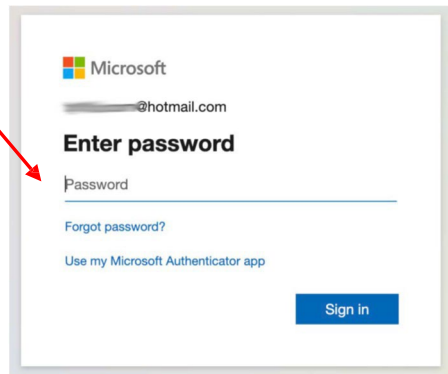 Microsoft
@hotmail.com
Enter password
Password
Forgot password?
Use my Microsoft Authenticator app
Sign in